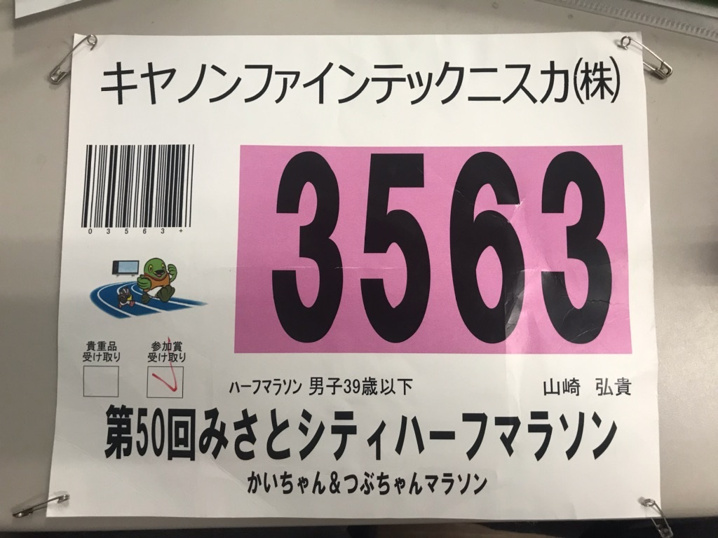 キヤノンファインテックニスカ(株)
3563
03563+
貴重品
受け取り
参加賞
受け取り
ハーフマラソン 男子39歳以下
山崎 弘貴
第50回みさとシティハーフマラソン
かいちゃん&つぶちゃんマラソン